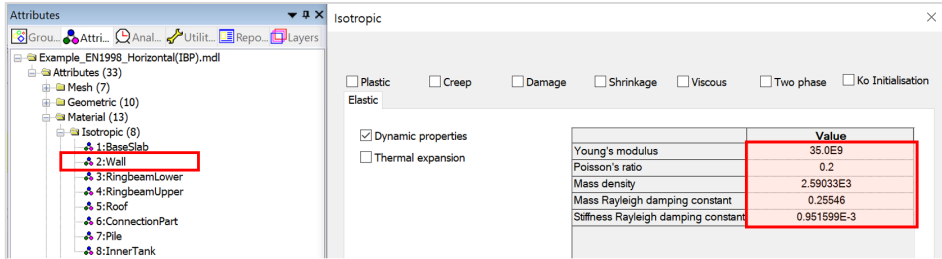 Attributes
Grou... Attri... Anal... Utilit... Repo... Layers
Example_EN1998_Horizontal(IBP).mdl
Attributes (33)
Mesh (7)
Geometric (10)
Material (13)
Isotropic (8)
1:BaseSlab
2:Wall
3:RingbeamLower
4:RingbeamUpper
5:Roof
6:ConnectionPart
7:Pile
8:InnerTank
Isotropic
Plastic Creep Damage Shrinkage Viscous Two phase Ko Initialisation
Elastic
Dynamic properties
Thermal expansion
Value
Young's modulus 35.0E9
Poisson's ratio 0.2
Mass density 2.59033E3
Mass Rayleigh damping constant 0.25546
Stiffness Rayleigh damping constant 0.951599E-3